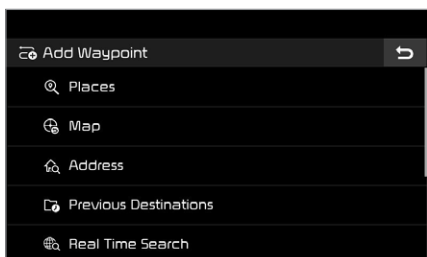 Add Waypoint
Places
Map
Address
Previous Destinations
Real Time Search